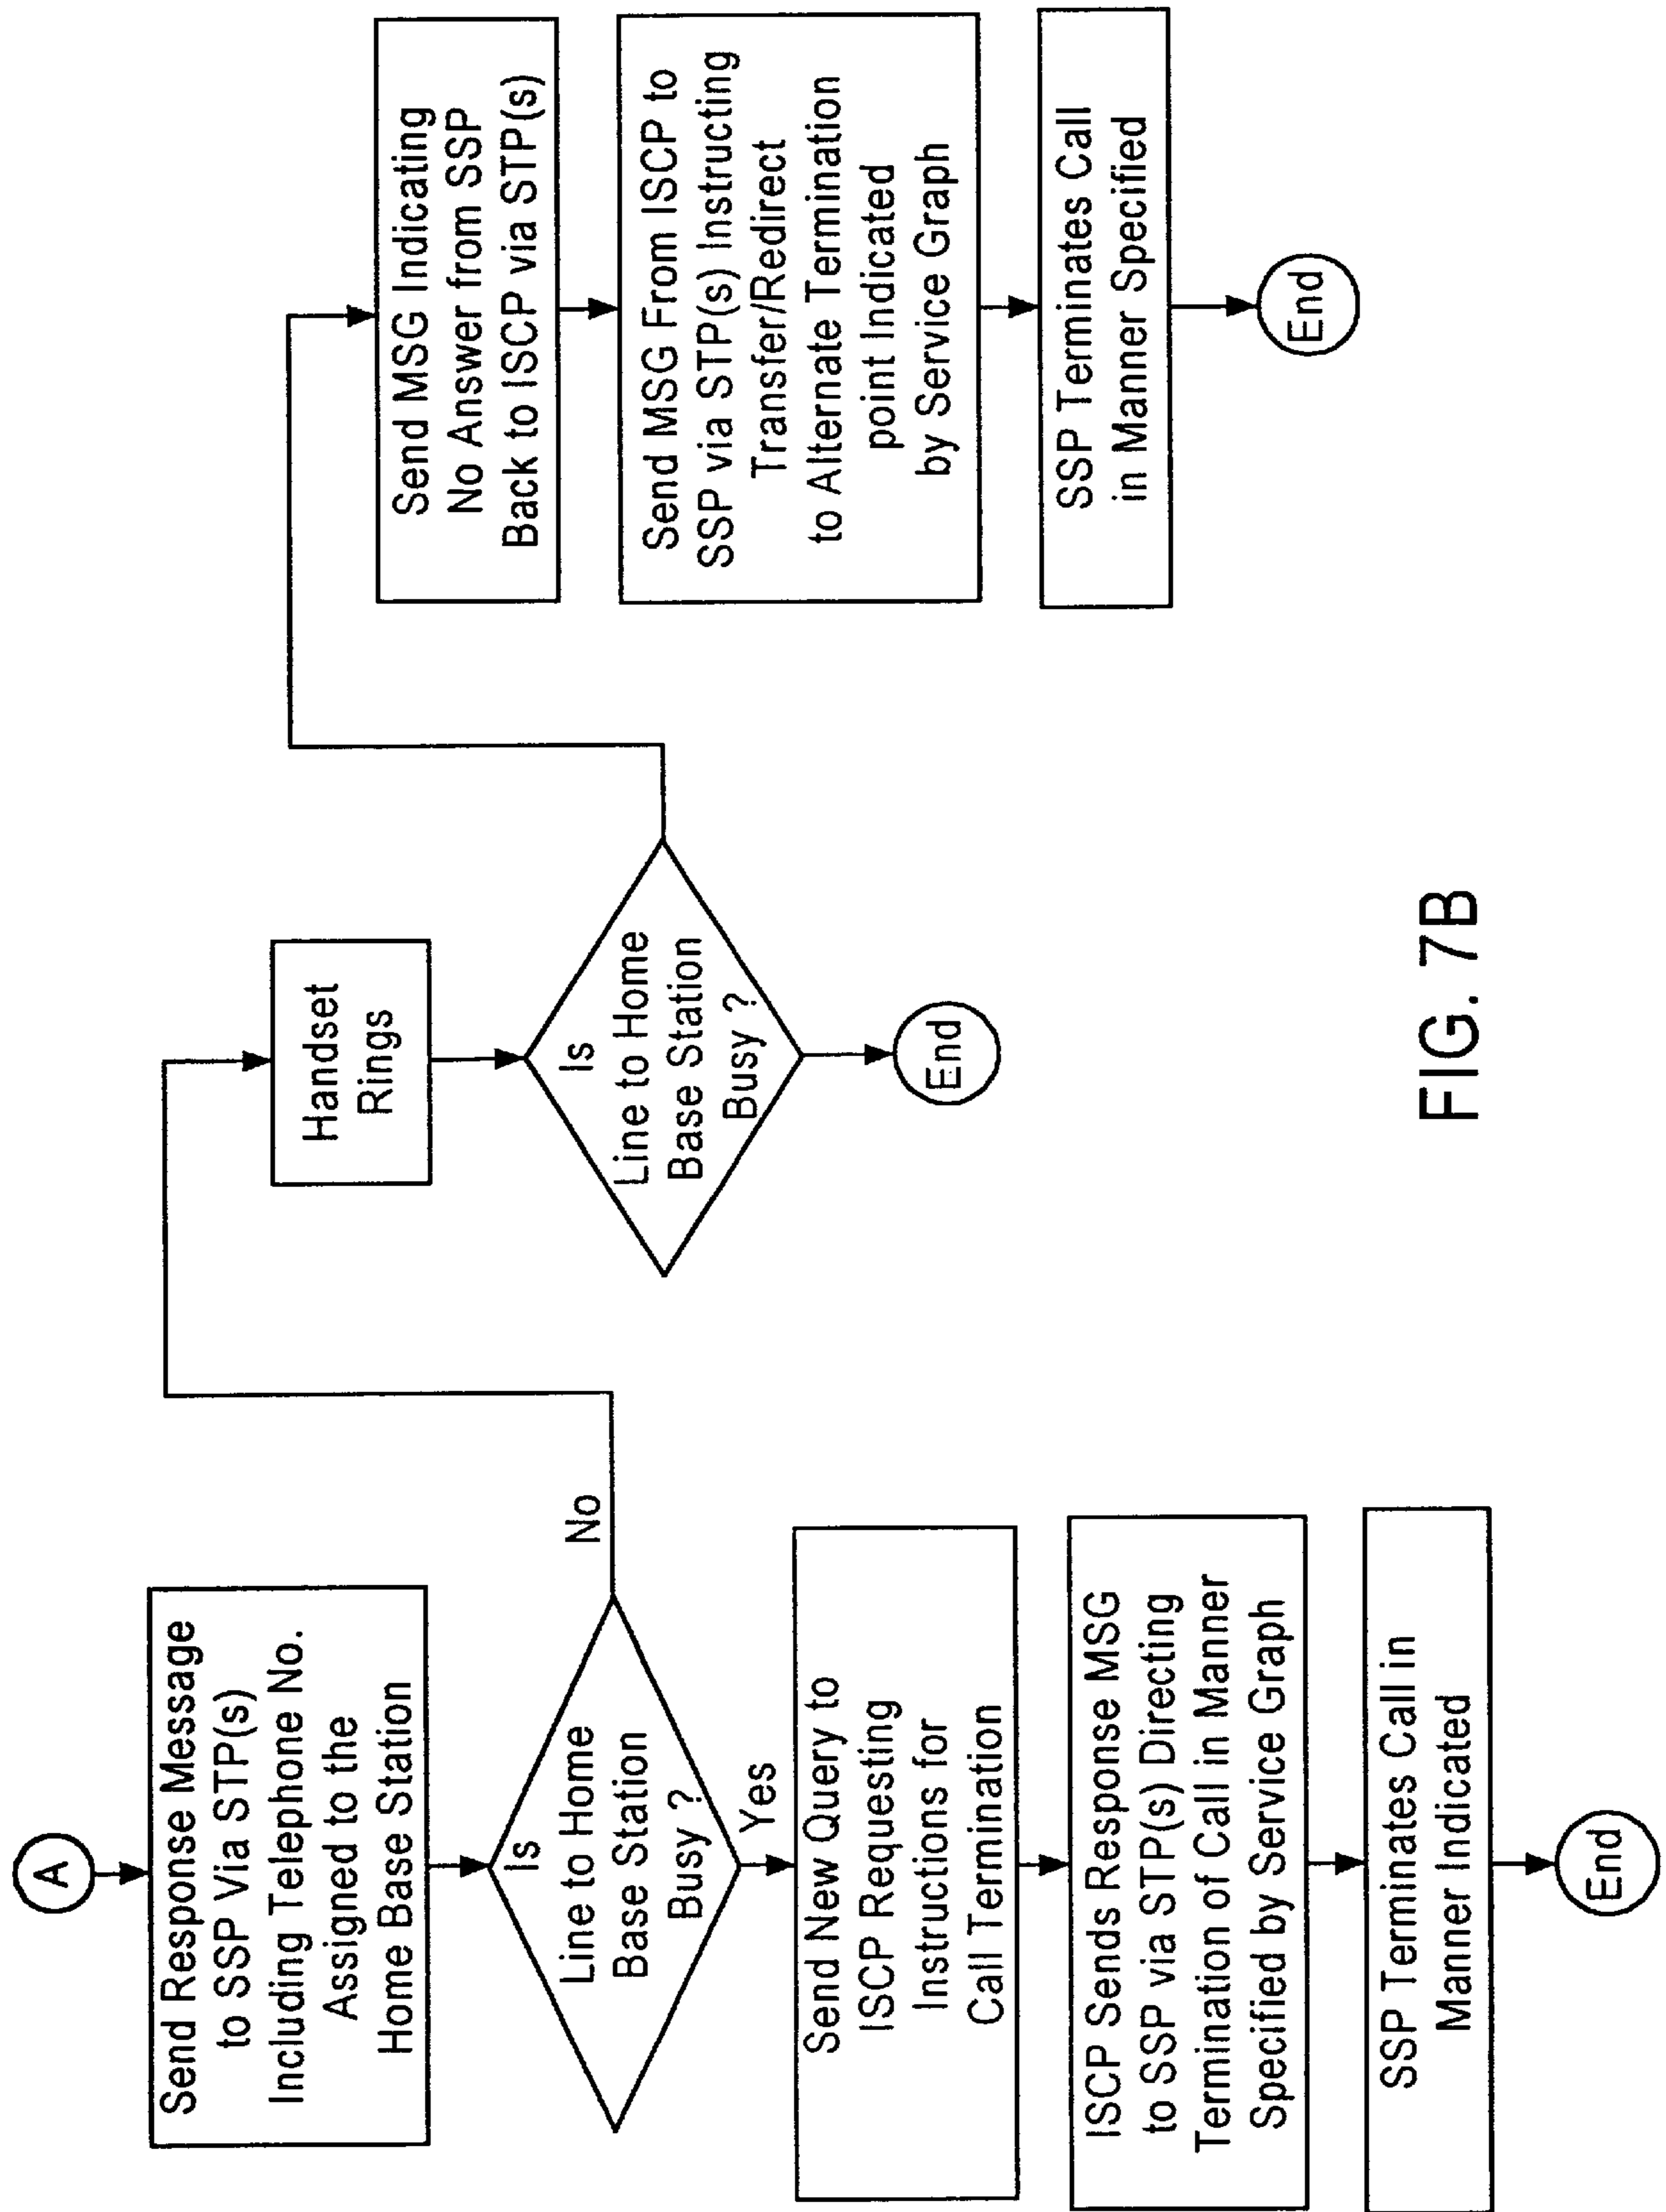 A
Send Response Message
to SSP Via STP(s)
Including Telephone No.
Assigned to the
Home Base Station
Is
Line to Home
Base Station
Busy ?
No
Yes
Send New Query to
ISCP Requesting
Instructions for
Call Termination
ISCP Sends Response MSG
to SSP via STP(s) Directing
Termination of Call in Manner
Specified by Service Graph
SSP Terminates Call in
Manner Indicated
End
Handset
Rings
Is
Line to Home
Base Station
Busy ?
End
Send MSG Indicating
No Answer from SSP
Back to ISCP via STP(s)
Send MSG From ISCP to
SSP via STP(s) Instructing
Transfer/Redirect
to Alternate Termination
point Indicated
by Service Graph
SSP Terminates Call
in Manner Specified
End
FIG. 7B